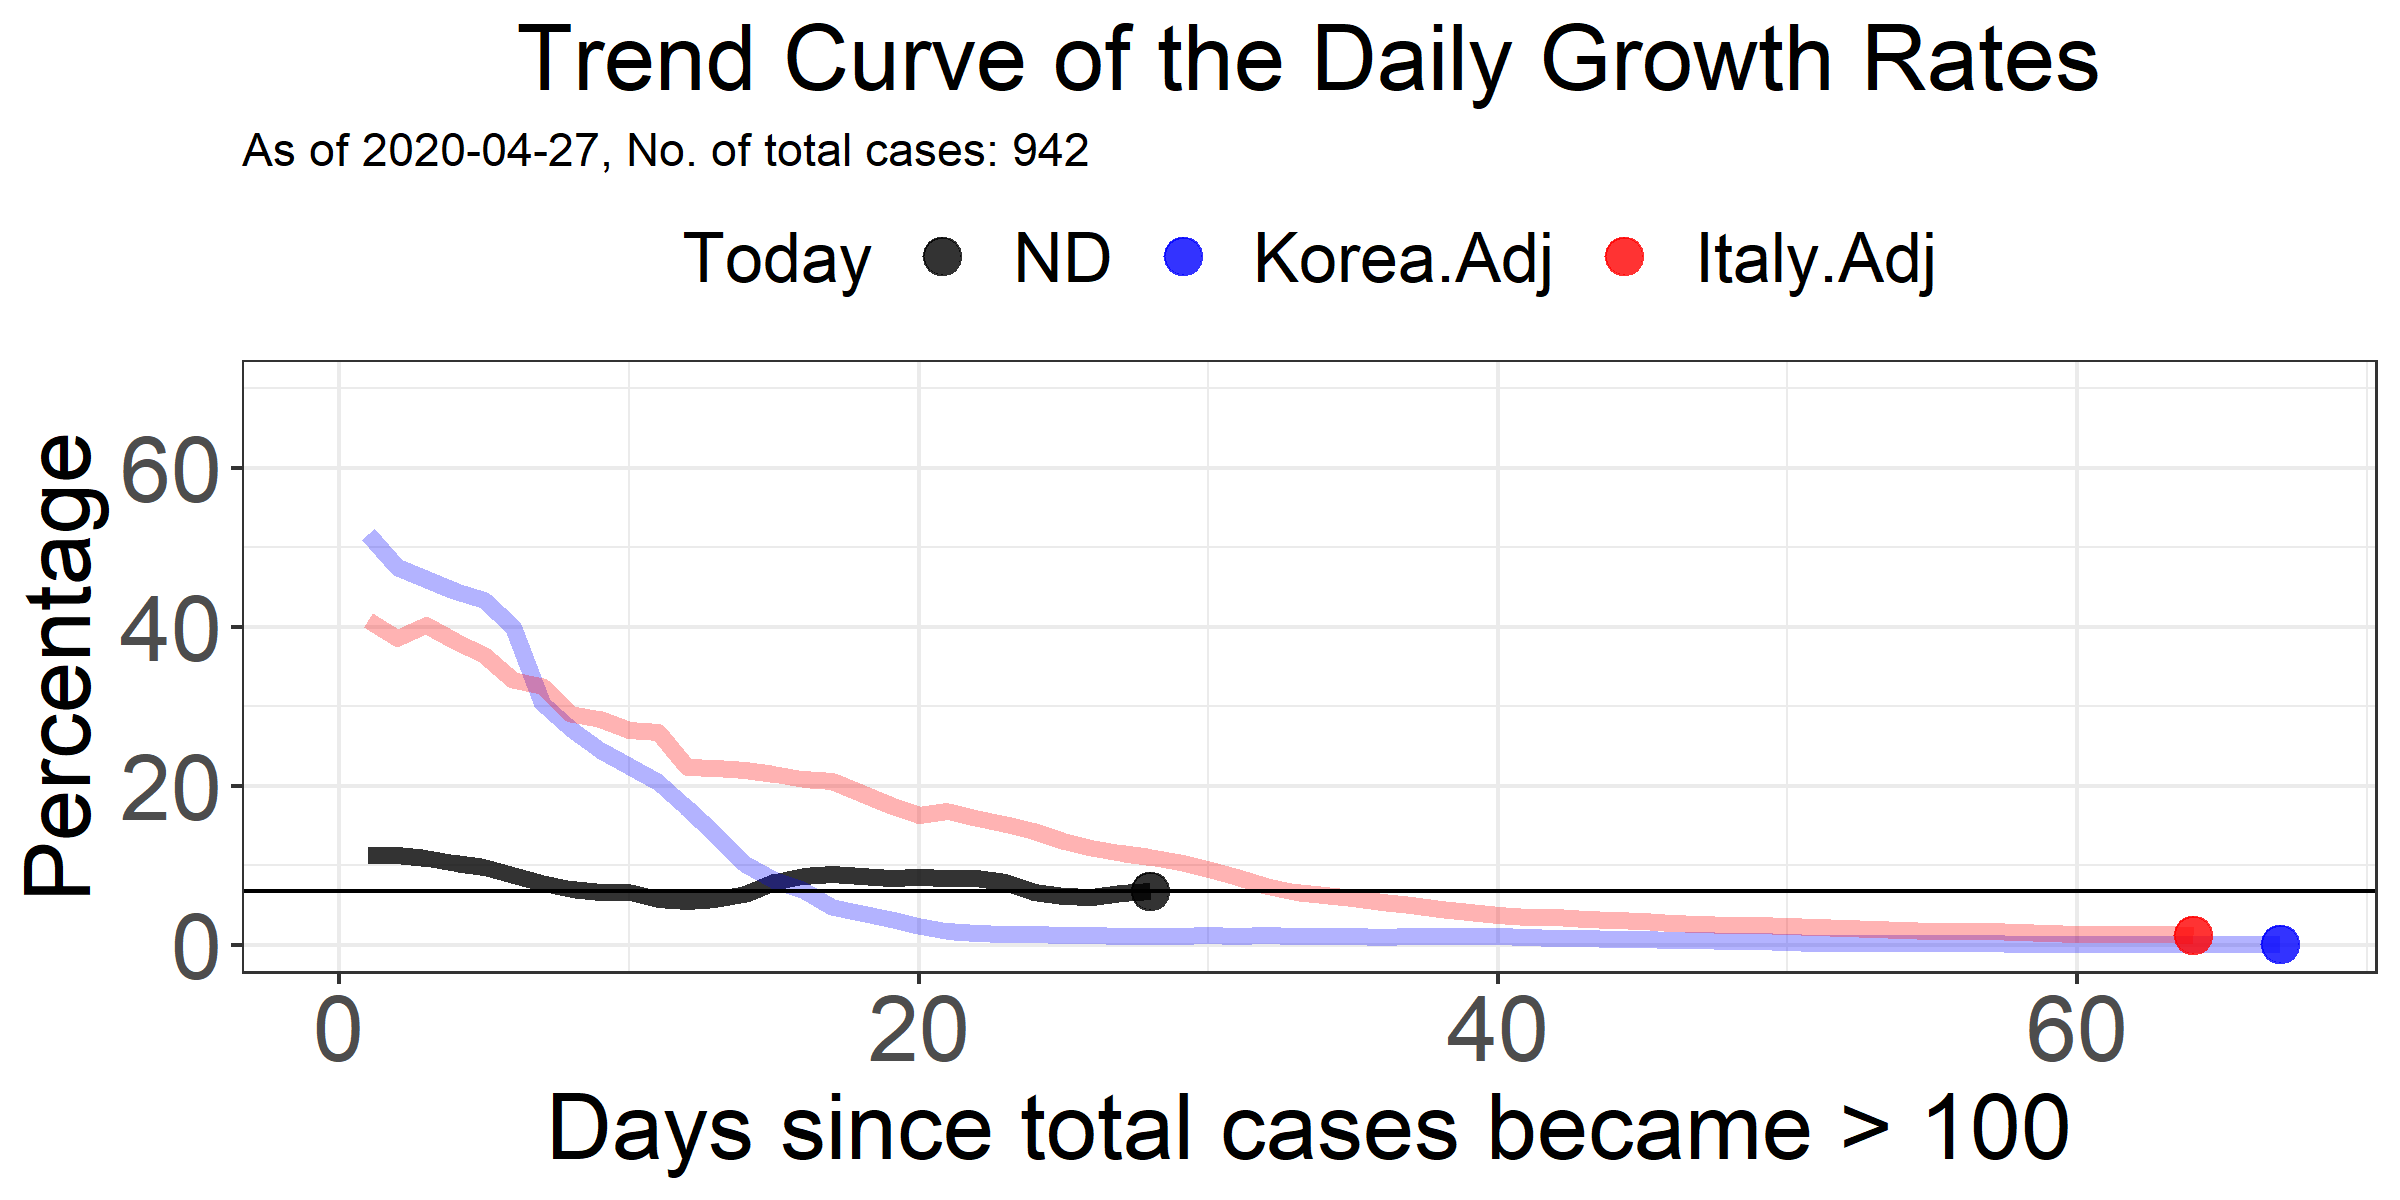 Trend Curve of the Daily Growth Rates
As of 2020-04-27, No. of total cases: 942
Today ND Korea.Adj Italy.Adj
Percentage
60
40
20
0
0 20 40 60
Days since total cases became > 100